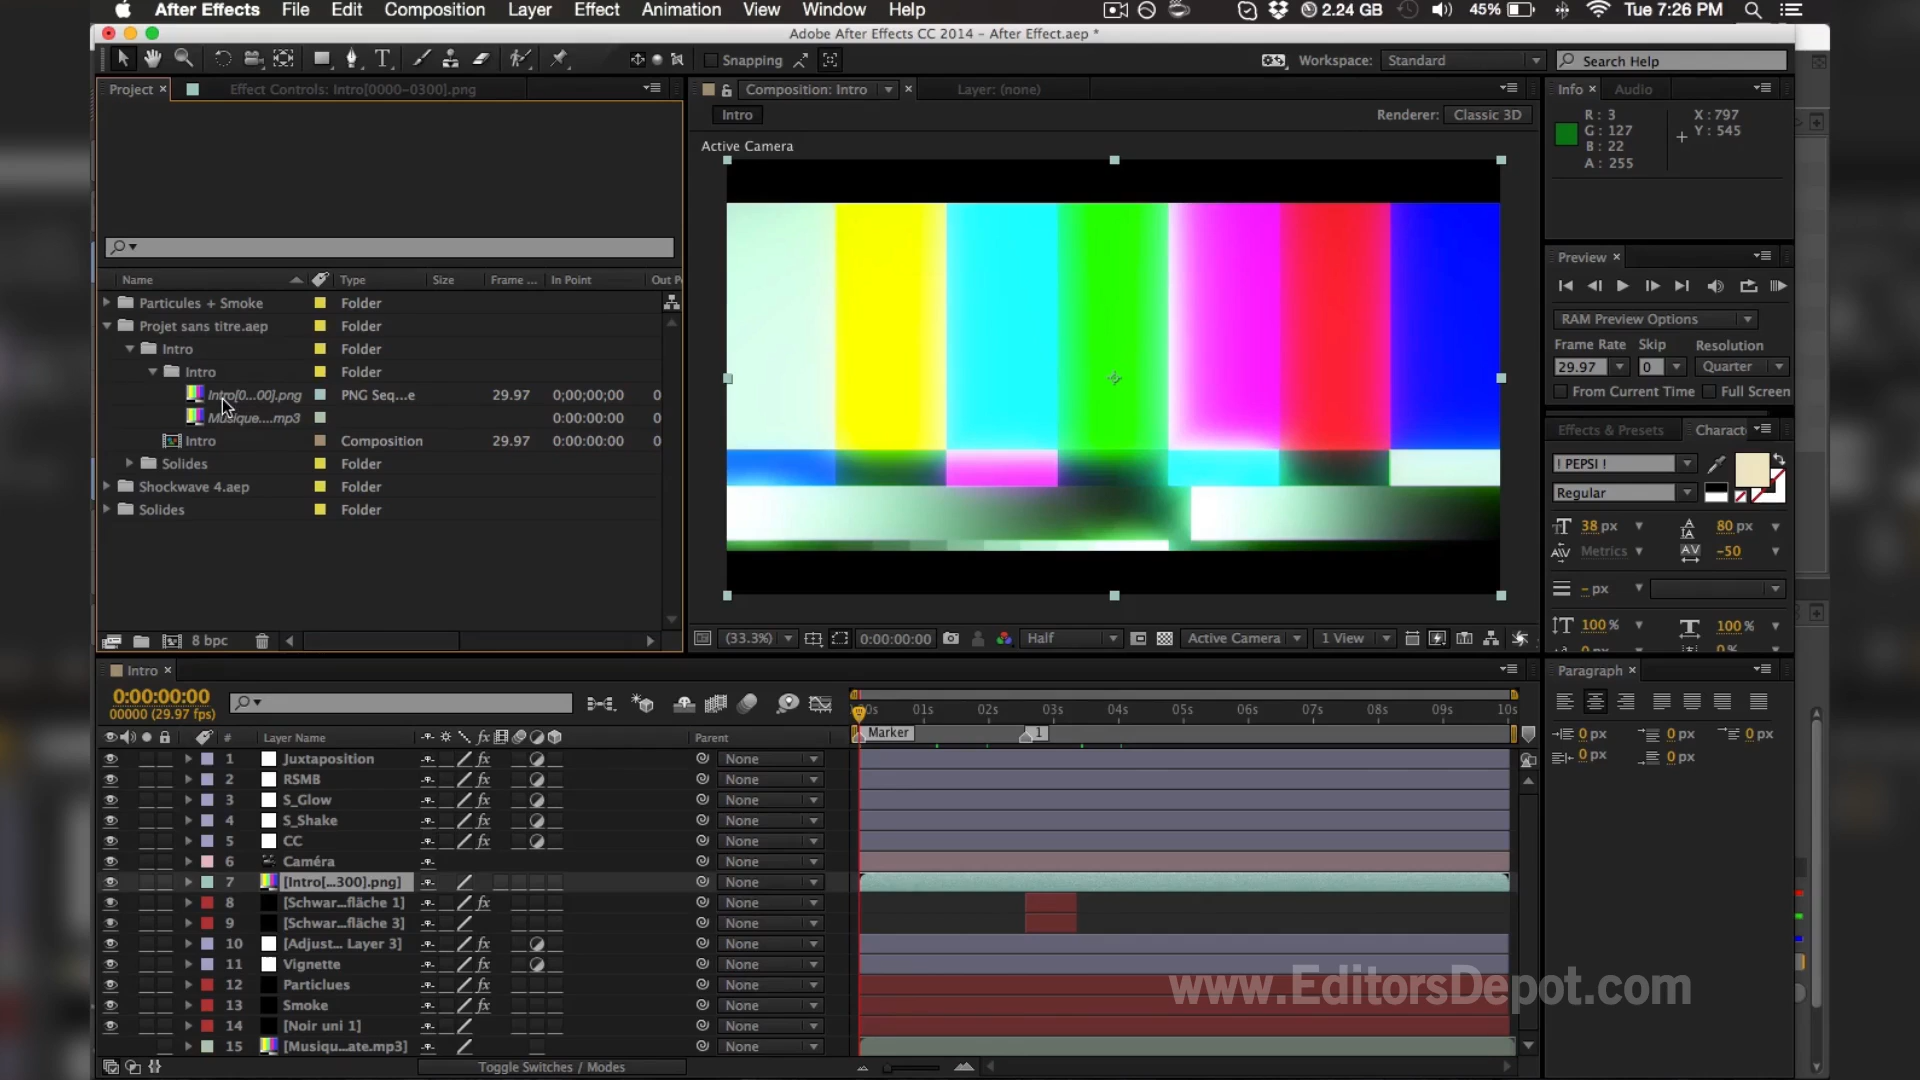 After Effects File Edit Composition Layer Effect Animation View Window Help 2.24 GB 45% Tue 7:26 PM
Adobe After Effects CC 2014 - After Effect.aep *
Snapping Workspace: Standard Search Help
Project × Effect Controls: Intro[0000-0300].png
Composition: Intro × Layer: (none)
Intro Renderer: Classic 3D
Active Camera
Name Type Size Frame ... In Point Out P
Particules + Smoke Folder
Projet sans titre.aep Folder
Intro Folder
Intro Folder
Intro[0...00].png PNG Seq...e 29.97 0;00;00;00 0
Musique....mp3 0:00:00:00 0
Intro Composition 29.97 0:00:00:00 0
Solides Folder
Shockwave 4.aep Folder
Solides Folder
8 bpc
(33.3%) 0:00:00:00 Half Active Camera 1 View
Info × Audio
R : 3 X : 797
G : 127 Y : 545
B : 22
A : 255
Preview ×
RAM Preview Options
Frame Rate Skip Resolution
29.97 0 Quarter
From Current Time Full Screen
Effects & Presets Charact
! PEPSI !
Regular
38 px 80 px
Metrics -50
- px
100 % 100 %
Paragraph ×
0 px 0 px 0 px
0 px 0 px
Intro ×
0:00:00:00
00000 (29.97 fps)
00s 01s 02s 03s 04s 05s 06s 07s 08s 09s 10s
# Layer Name Parent Marker 1
1 Juxtaposition None
2 RSMB None
3 S_Glow None
4 S_Shake None
5 CC None
6 Caméra None
7 [Intro[...300].png] None
8 [Schwar...fläche 1] None
9 [Schwar...fläche 3] None
10 [Adjust... Layer 3] None
11 Vignette None
12 Particlues None
13 Smoke None
14 [Noir uni 1] None
15 [Musiqu...ate.mp3] None
Toggle Switches / Modes
www.EditorsDepot.com